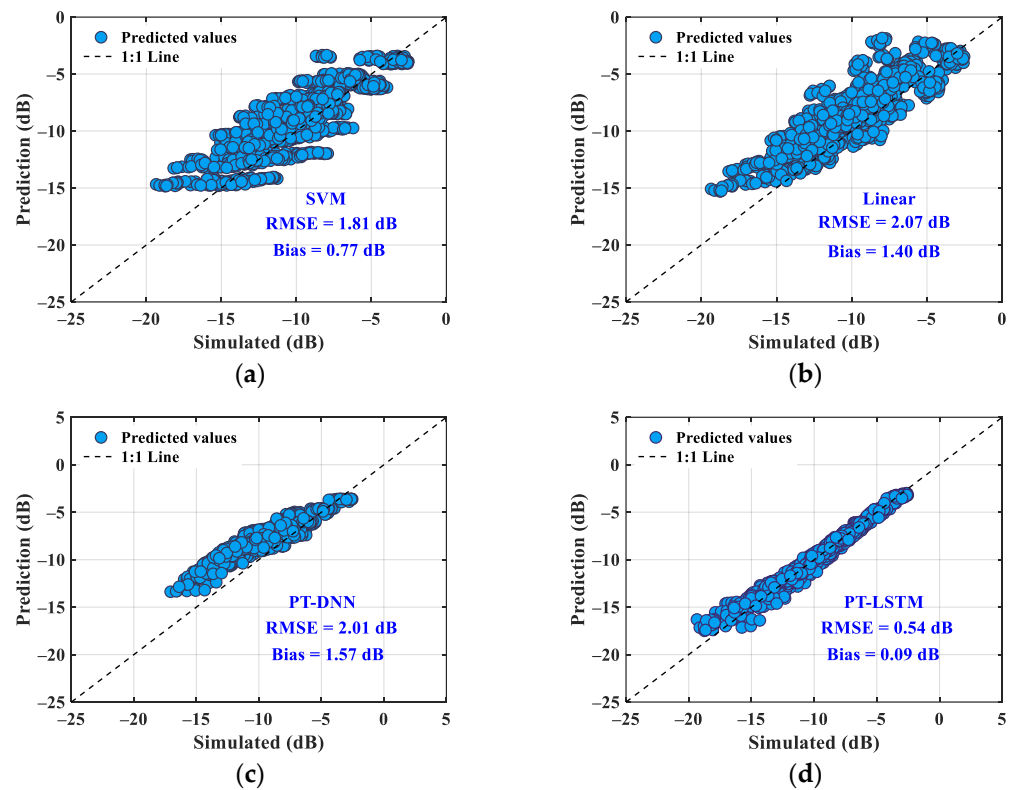 Predicted values
1:1 Line
0
−5
−10
−15
−20
−25
Prediction (dB)
SVM
RMSE = 1.81 dB
Bias = 0.77 dB
−25
−20
−15
−10
−5
0
Simulated (dB)
(a)
Predicted values
1:1 Line
0
−5
−10
−15
−20
−25
Prediction (dB)
Linear
RMSE = 2.07 dB
Bias = 1.40 dB
−25
−20
−15
−10
−5
0
Simulated (dB)
(b)
Predicted values
1:1 Line
5
0
−5
−10
−15
−20
−25
Prediction (dB)
PT-DNN
RMSE = 2.01 dB
Bias = 1.57 dB
−25
−20
−15
−10
−5
0
5
Simulated (dB)
(c)
Predicted values
1:1 Line
5
0
−5
−10
−15
−20
−25
Prediction (dB)
PT-LSTM
RMSE = 0.54 dB
Bias = 0.09 dB
−25
−20
−15
−10
−5
0
5
Simulated (dB)
(d)